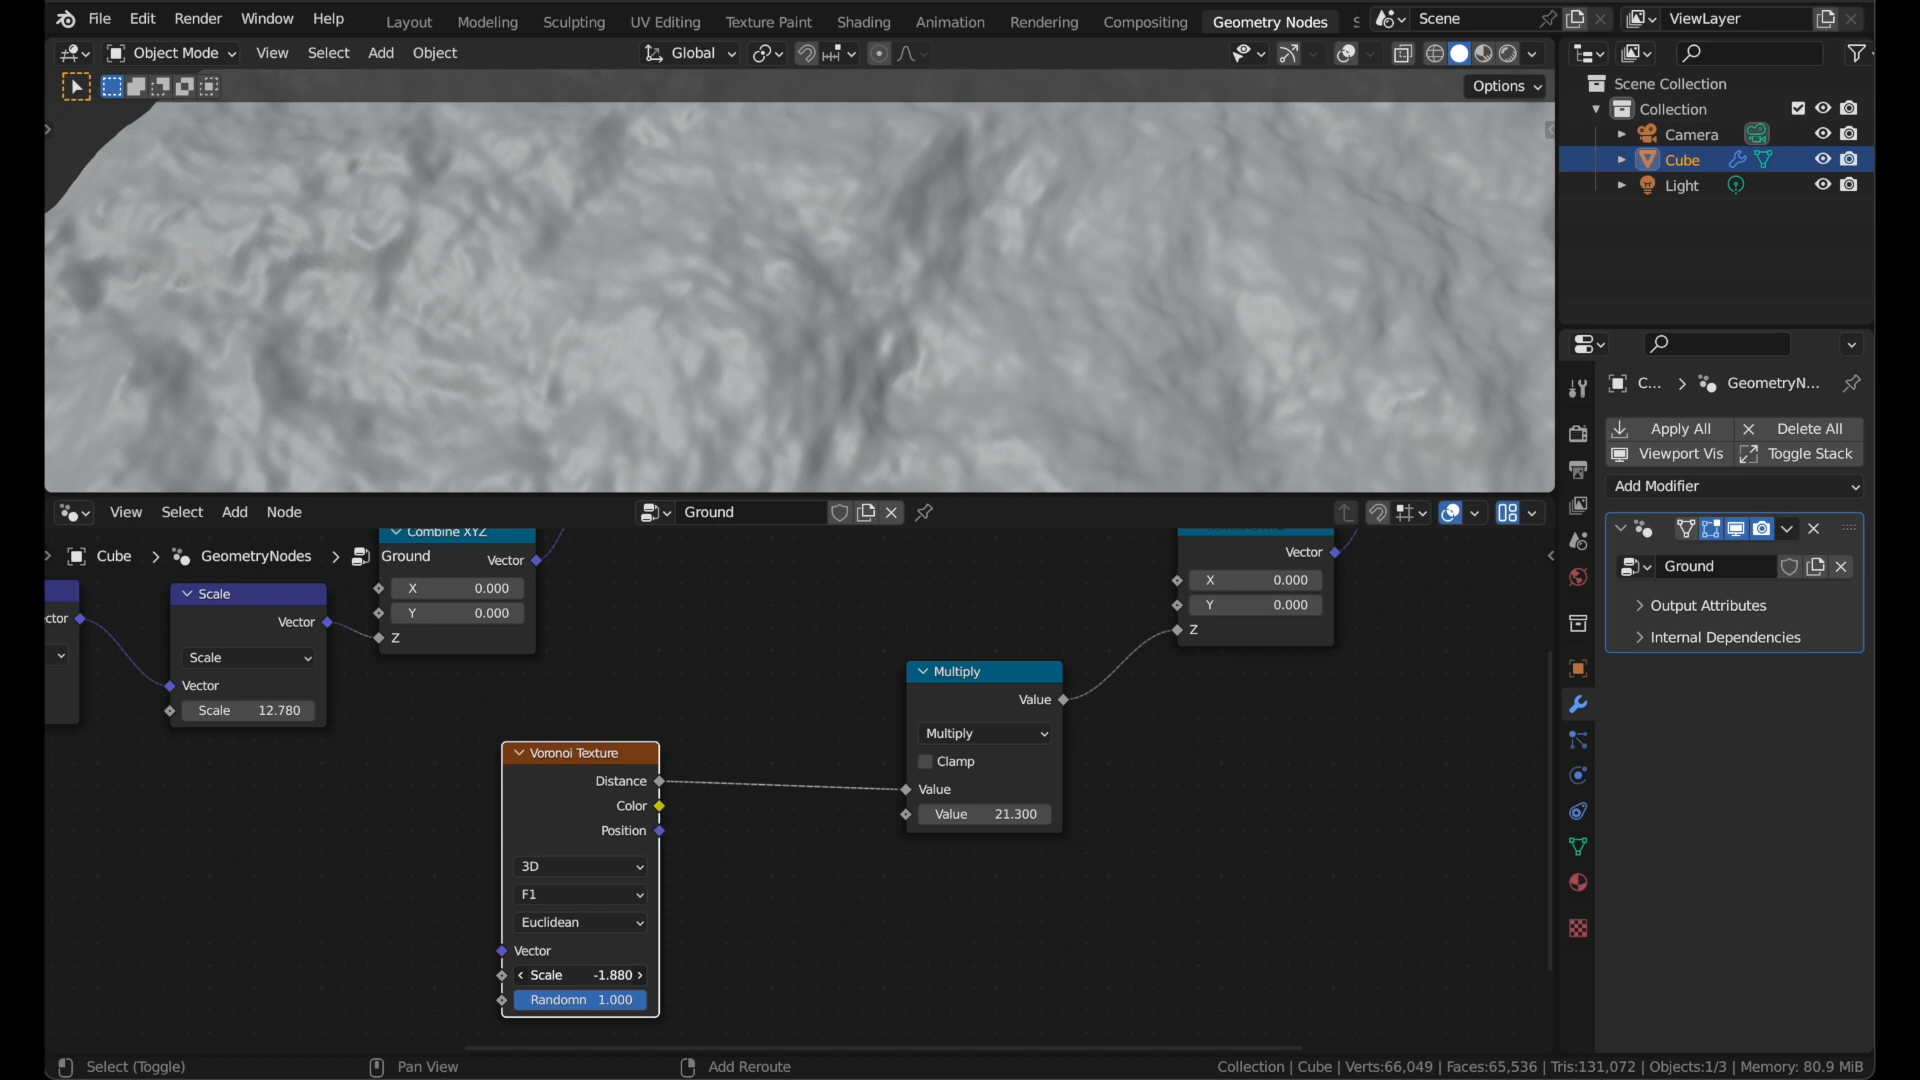 File Edit Render Window Help
Layout Modeling Sculpting UV Editing Texture Paint Shading Animation Rendering Compositing Geometry Nodes S
Scene
ViewLayer
Object Mode View Select Add Object
Global
Options
Scene Collection
Collection
Camera
Cube
Light
C... GeometryN...
Apply All Delete All
Viewport Vis Toggle Stack
Add Modifier
Ground
Output Attributes
Internal Dependencies
View Select Add Node
Ground
Cube GeometryNodes Ground
Combine XYZ
Vector
X 0.000
Y 0.000
Z
ctor
Scale
Vector
Scale
Vector
Scale 12.780
Voronoi Texture
Distance
Color
Position
3D
F1
Euclidean
Vector
Scale -1.880
Randomn 1.000
Multiply
Value
Multiply
Clamp
Value
Value 21.300
Vector
X 0.000
Y 0.000
Z
Select (Toggle)
Pan View
Add Reroute
Collection | Cube | Verts:66,049 | Faces:65,536 | Tris:131,072 | Objects:1/3 | Memory: 80.9 MiB